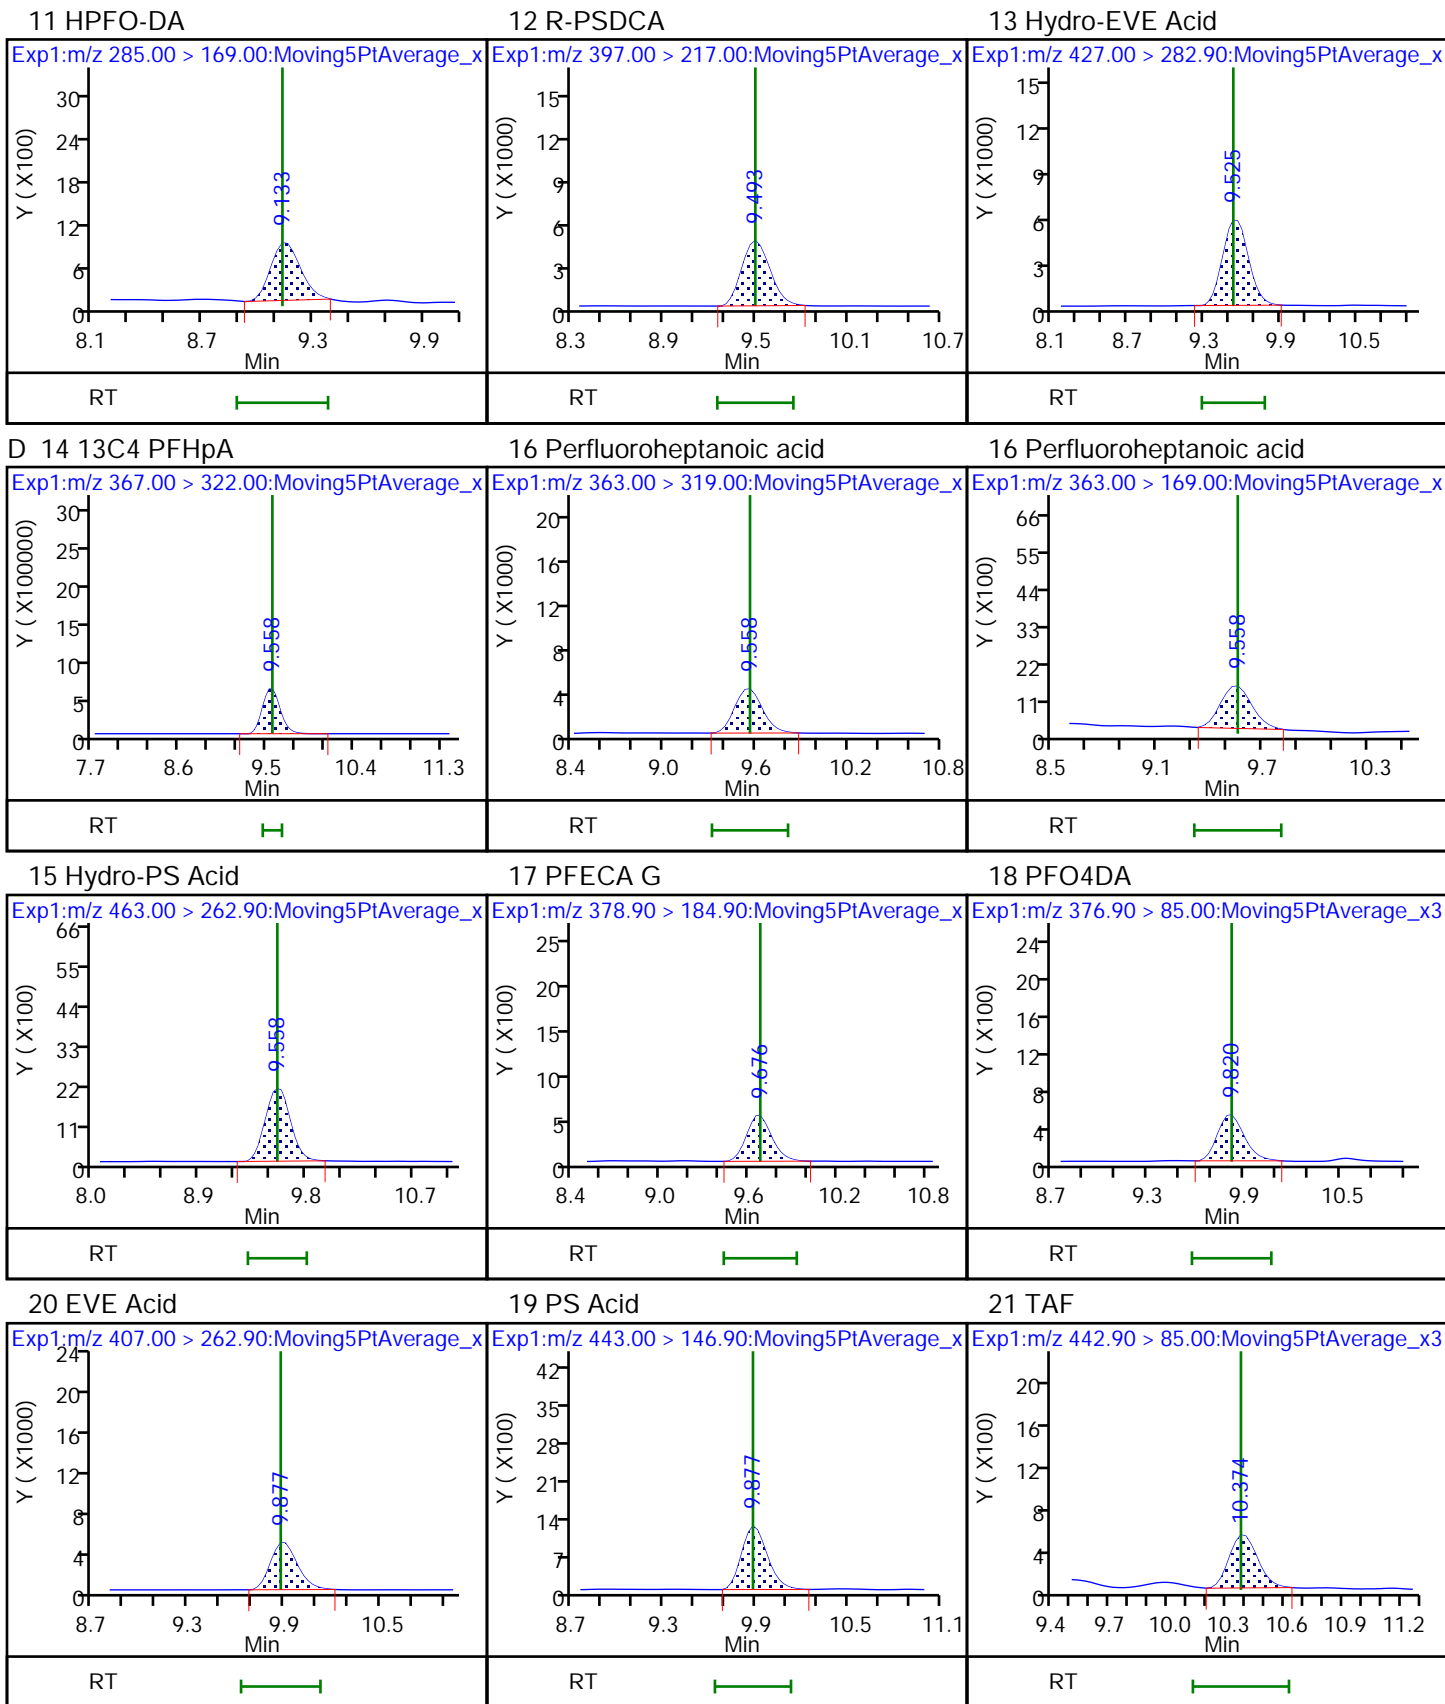 11 HPFO-DA
Exp1:m/z 285.00 > 169.00:Moving5PtAverage_x
Y ( X100)
30
24
18
12
6
0
9.133
8.1 8.7 9.3 9.9
Min
RT
12 R-PSDCA
Exp1:m/z 397.00 > 217.00:Moving5PtAverage_x
Y ( X1000)
15
12
9
6
3
0
9.493
8.3 8.9 9.5 10.1 10.7
Min
RT
13 Hydro-EVE Acid
Exp1:m/z 427.00 > 282.90:Moving5PtAverage_x
Y ( X1000)
15
12
9
6
3
0
9.525
8.1 8.7 9.3 9.9 10.5
Min
RT
D 14 13C4 PFHpA
Exp1:m/z 367.00 > 322.00:Moving5PtAverage_x
Y ( X100000)
30
25
20
15
10
5
0
9.558
7.7 8.6 9.5 10.4 11.3
Min
RT
16 Perfluoroheptanoic acid
Exp1:m/z 363.00 > 319.00:Moving5PtAverage_x
Y ( X1000)
20
16
12
8
4
0
9.558
8.4 9.0 9.6 10.2 10.8
Min
RT
16 Perfluoroheptanoic acid
Exp1:m/z 363.00 > 169.00:Moving5PtAverage_x
Y ( X100)
66
55
44
33
22
11
0
9.558
8.5 9.1 9.7 10.3
Min
RT
15 Hydro-PS Acid
Exp1:m/z 463.00 > 262.90:Moving5PtAverage_x
Y ( X100)
66
55
44
33
22
11
0
9.558
8.0 8.9 9.8 10.7
Min
RT
17 PFECA G
Exp1:m/z 378.90 > 184.90:Moving5PtAverage_x
Y ( X100)
25
20
15
10
5
0
9.676
8.4 9.0 9.6 10.2 10.8
Min
RT
18 PFO4DA
Exp1:m/z 376.90 > 85.00:Moving5PtAverage_x3
Y ( X100)
24
20
16
12
8
4
0
9.820
8.7 9.3 9.9 10.5
Min
RT
20 EVE Acid
Exp1:m/z 407.00 > 262.90:Moving5PtAverage_x
Y ( X1000)
24
20
16
12
8
4
0
9.877
8.7 9.3 9.9 10.5
Min
RT
19 PS Acid
Exp1:m/z 443.00 > 146.90:Moving5PtAverage_x
Y ( X100)
42
35
28
21
14
7
0
9.877
8.7 9.3 9.9 10.5 11.1
Min
RT
21 TAF
Exp1:m/z 442.90 > 85.00:Moving5PtAverage_x3
Y ( X100)
20
16
12
8
4
0
10.374
9.4 9.7 10.0 10.3 10.6 10.9 11.2
Min
RT